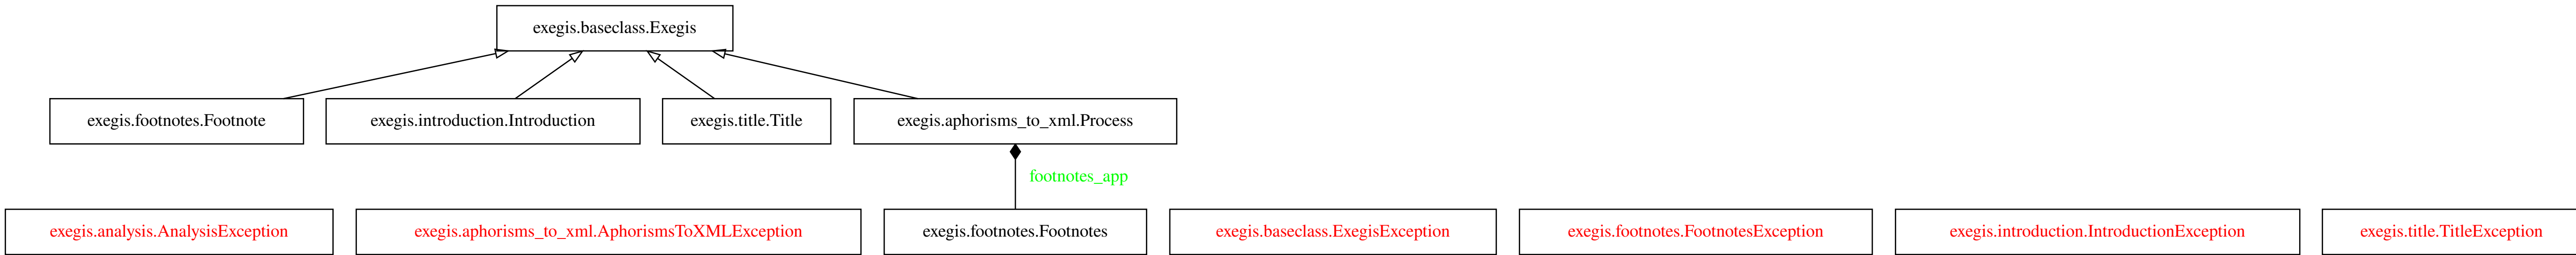 exegis.baseclass.Exegis
exegis.footnotes.Footnote
exegis.introduction.Introduction
exegis.title.Title
exegis.aphorisms_to_xml.Process
footnotes_app
exegis.analysis.AnalysisException
exegis.aphorisms_to_xml.AphorismsToXMLException
exegis.footnotes.Footnotes
exegis.baseclass.ExegisException
exegis.footnotes.FootnotesException
exegis.introduction.IntroductionException
exegis.title.TitleException